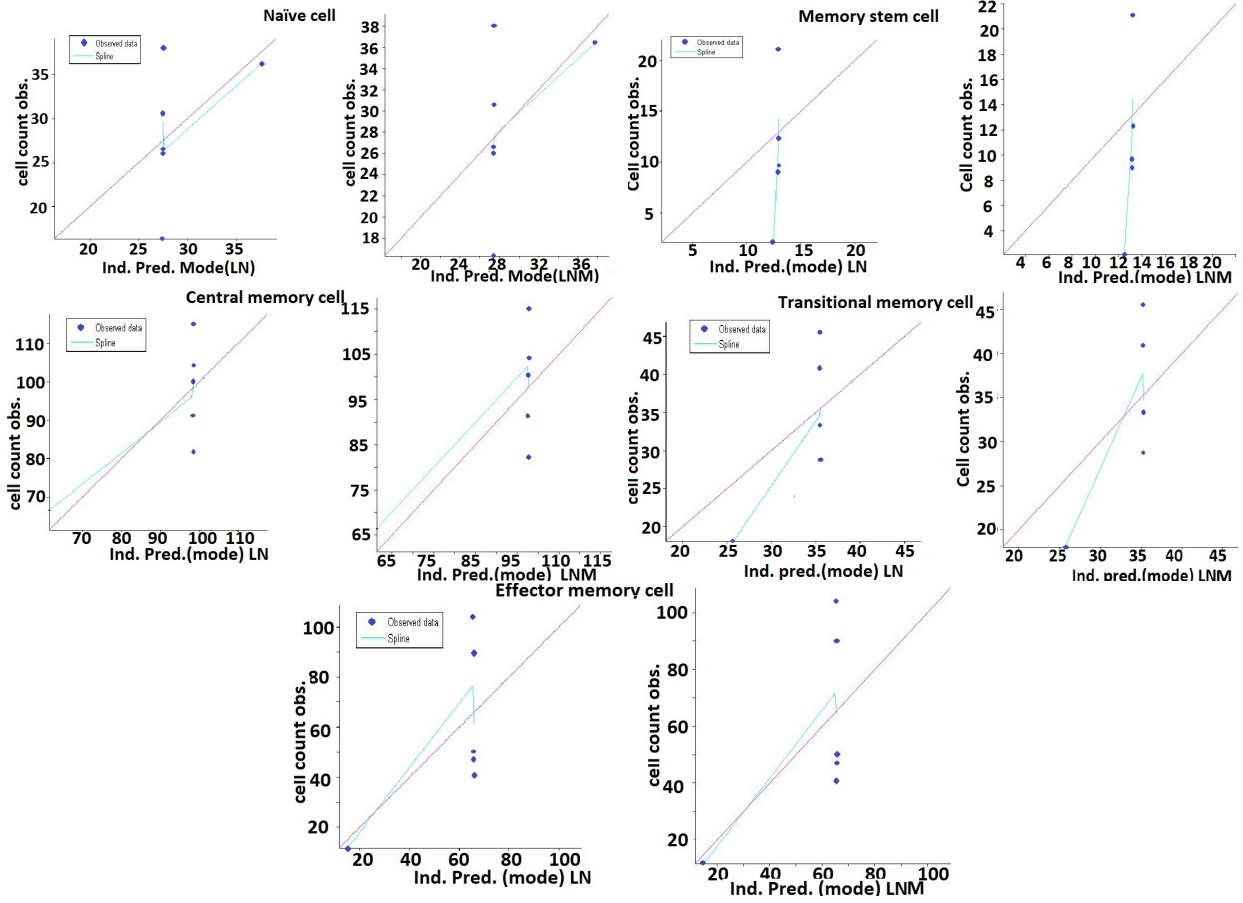 Naïve cell
Observed data
Spline
cell count obs.
35
30
25
20
20 25 30 35
Ind. Pred. Mode(LN)
cell count obs.
38
36
34
32
30
28
26
24
22
20
18
20 24 28 32 36
Ind. Pred. Mode(LNM)
Memory stem cell
Observed data
Spline
Cell count obs.
20
15
10
5
5 10 15 20
Ind. Pred.(mode) LN
Cell count obs.
22
20
18
16
14
12
10
8
6
4
4 6 8 10 12 14 16 18 20
Ind. Pred.(mode) LNM
Central memory cell
Observed data
Spline
cell count obs.
110
100
90
80
70
70 80 90 100 110
Ind. Pred.(mode) LN
115
105
95
85
75
65
65 75 85 95 105 115
Ind. Pred.(mode) LNM
Transitional memory cell
Observed data
Spline
cell count obs.
45
40
35
30
25
20
20 25 30 35 40 45
Ind. pred.(mode) LN
Cell count obs.
45
40
35
30
25
20
20 25 30 35 40 45
Ind. pred.(mode) LNM
Effector memory cell
Observed data
Spline
cell count obs.
100
80
60
40
20
20 40 60 80 100
Ind. Pred. (mode) LN
cell count obs.
100
80
60
40
20
20 40 60 80 100
Ind. Pred. (mode) LNM